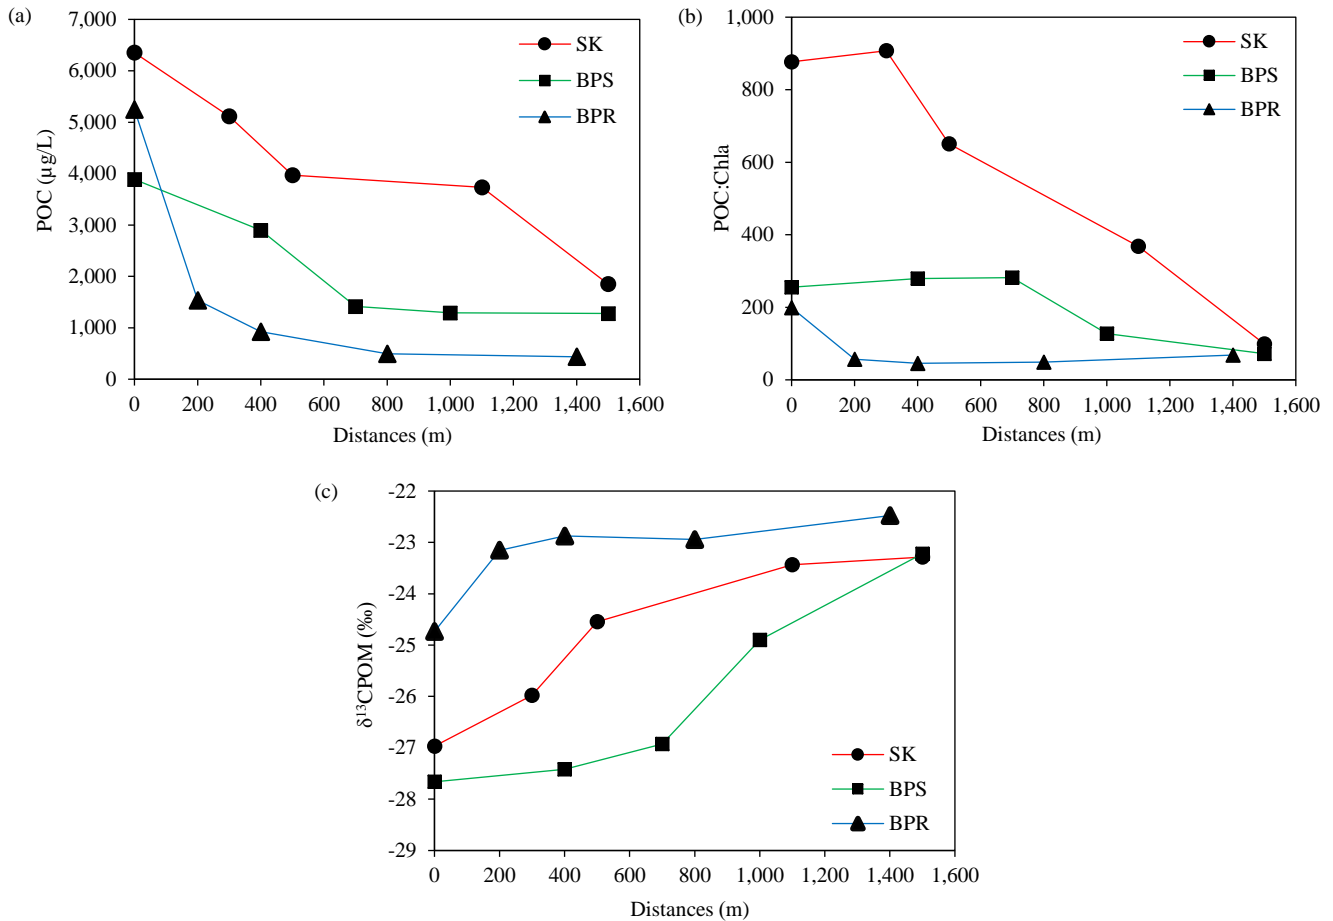 (a)
7,000
6,000
5,000
4,000
3,000
2,000
1,000
0
POC (µg/L)
SK
BPS
BPR
0 200 400 600 800 1,000 1,200 1,400 1,600
Distances (m)
(b)
1,000
800
600
400
200
0
POC:Chla
SK
BPS
BPR
0 200 400 600 800 1,000 1,200 1,400 1,600
Distances (m)
(c)
-22
-23
-24
-25
-26
-27
-28
-29
δ¹³CPOM (‰)
SK
BPS
BPR
0 200 400 600 800 1,000 1,200 1,400 1,600
Distances (m)